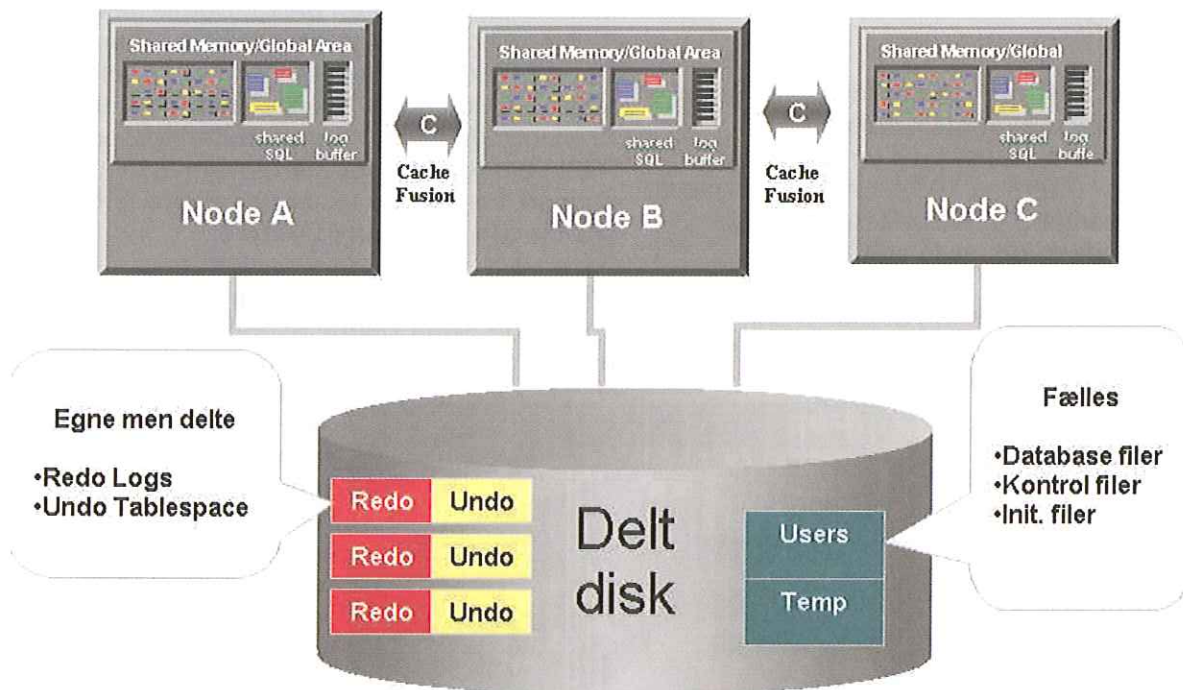 Shared Memory/Global Area
shared
SQL
log
buffer
Node A
C
Cache
Fusion
Shared Memory/Global Area
shared
SQL
log
buffer
Node B
C
Cache
Fusion
Shared Memory/Global
shared
SQL
log
buffe
Node C
Egne men delte
•Redo Logs
•Undo Tablespace
Redo Undo
Redo Undo
Redo Undo
Delt
disk
Users
Temp
Fælles
•Database filer
•Kontrol filer
•Init. filer